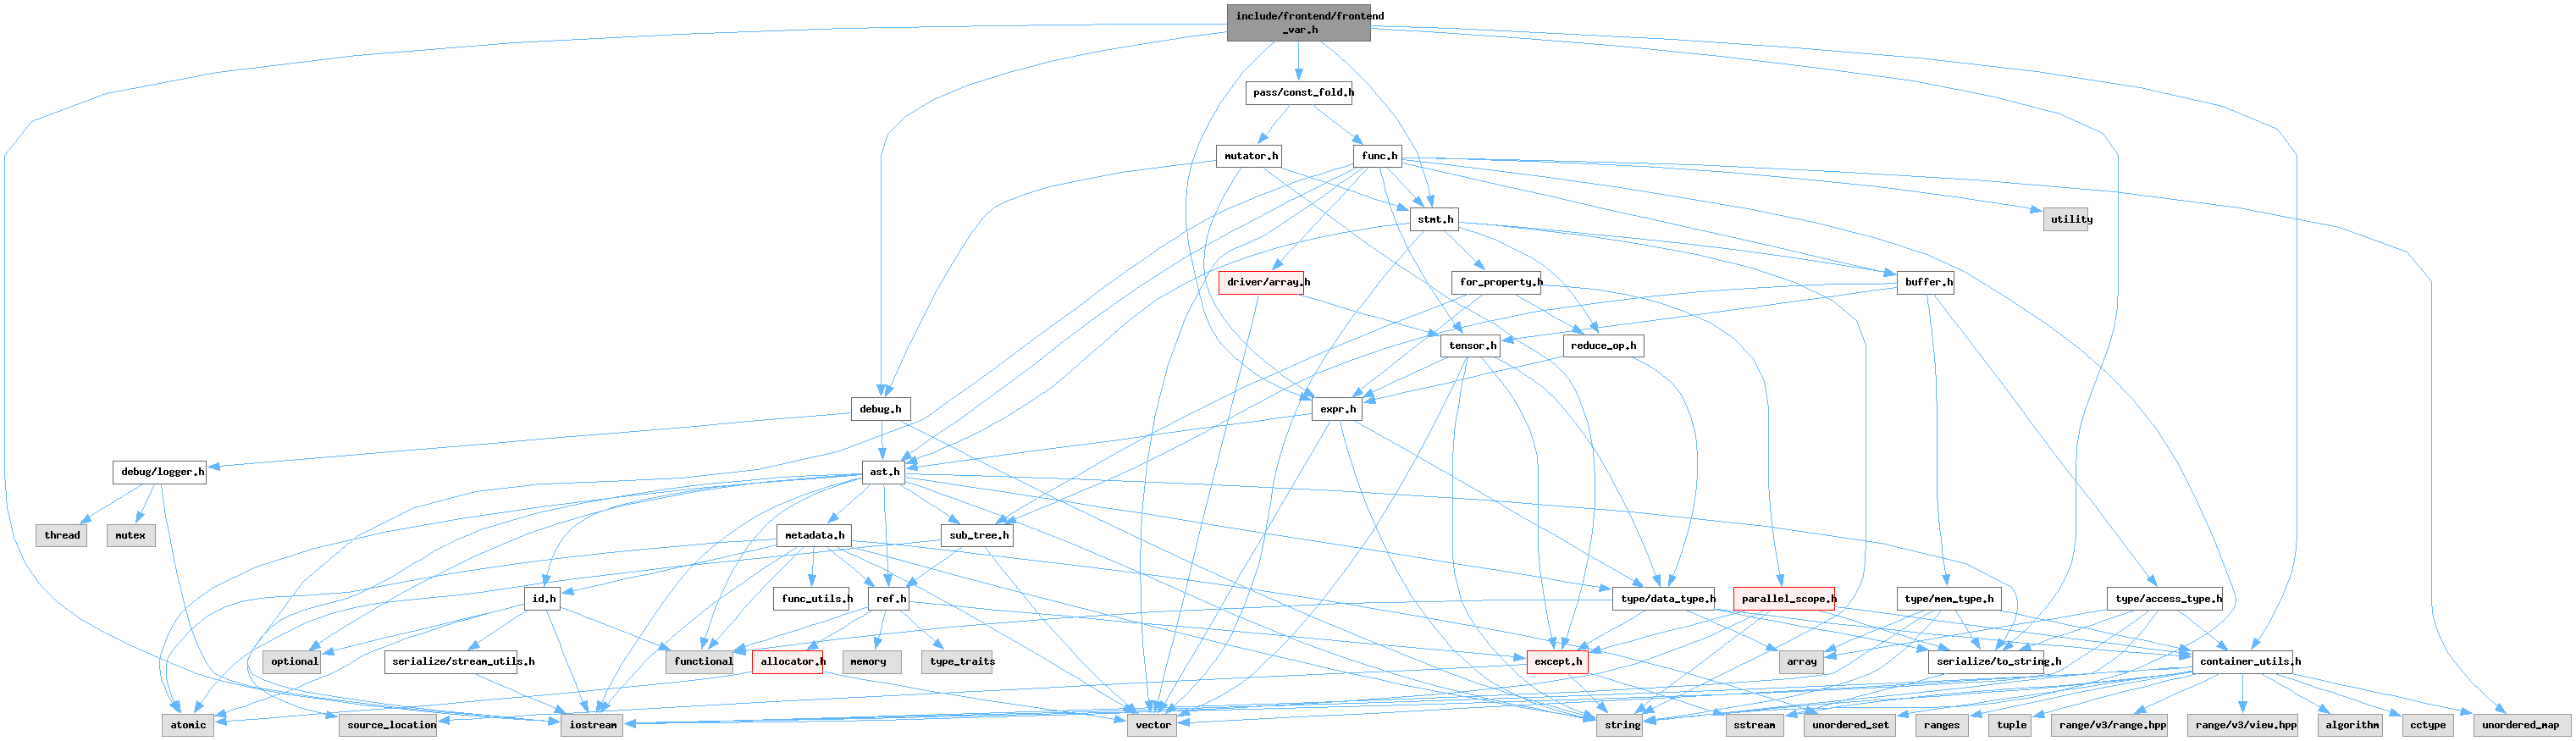 include/frontend/frontend
_var.h
pass/const_fold.h
mutator.h
func.h
stmt.h
utility
driver/array.h
for_property.h
buffer.h
tensor.h
reduce_op.h
debug.h
expr.h
debug/logger.h
ast.h
thread
mutex
metadata.h
sub_tree.h
id.h
func_utils.h
ref.h
type/data_type.h
parallel_scope.h
type/mem_type.h
type/access_type.h
optional
serialize/stream_utils.h
functional
allocator.h
memory
type_traits
except.h
array
serialize/to_string.h
container_utils.h
atomic
source_location
iostream
vector
string
sstream
unordered_set
ranges
tuple
range/v3/range.hpp
range/v3/view.hpp
algorithm
cctype
unordered_map